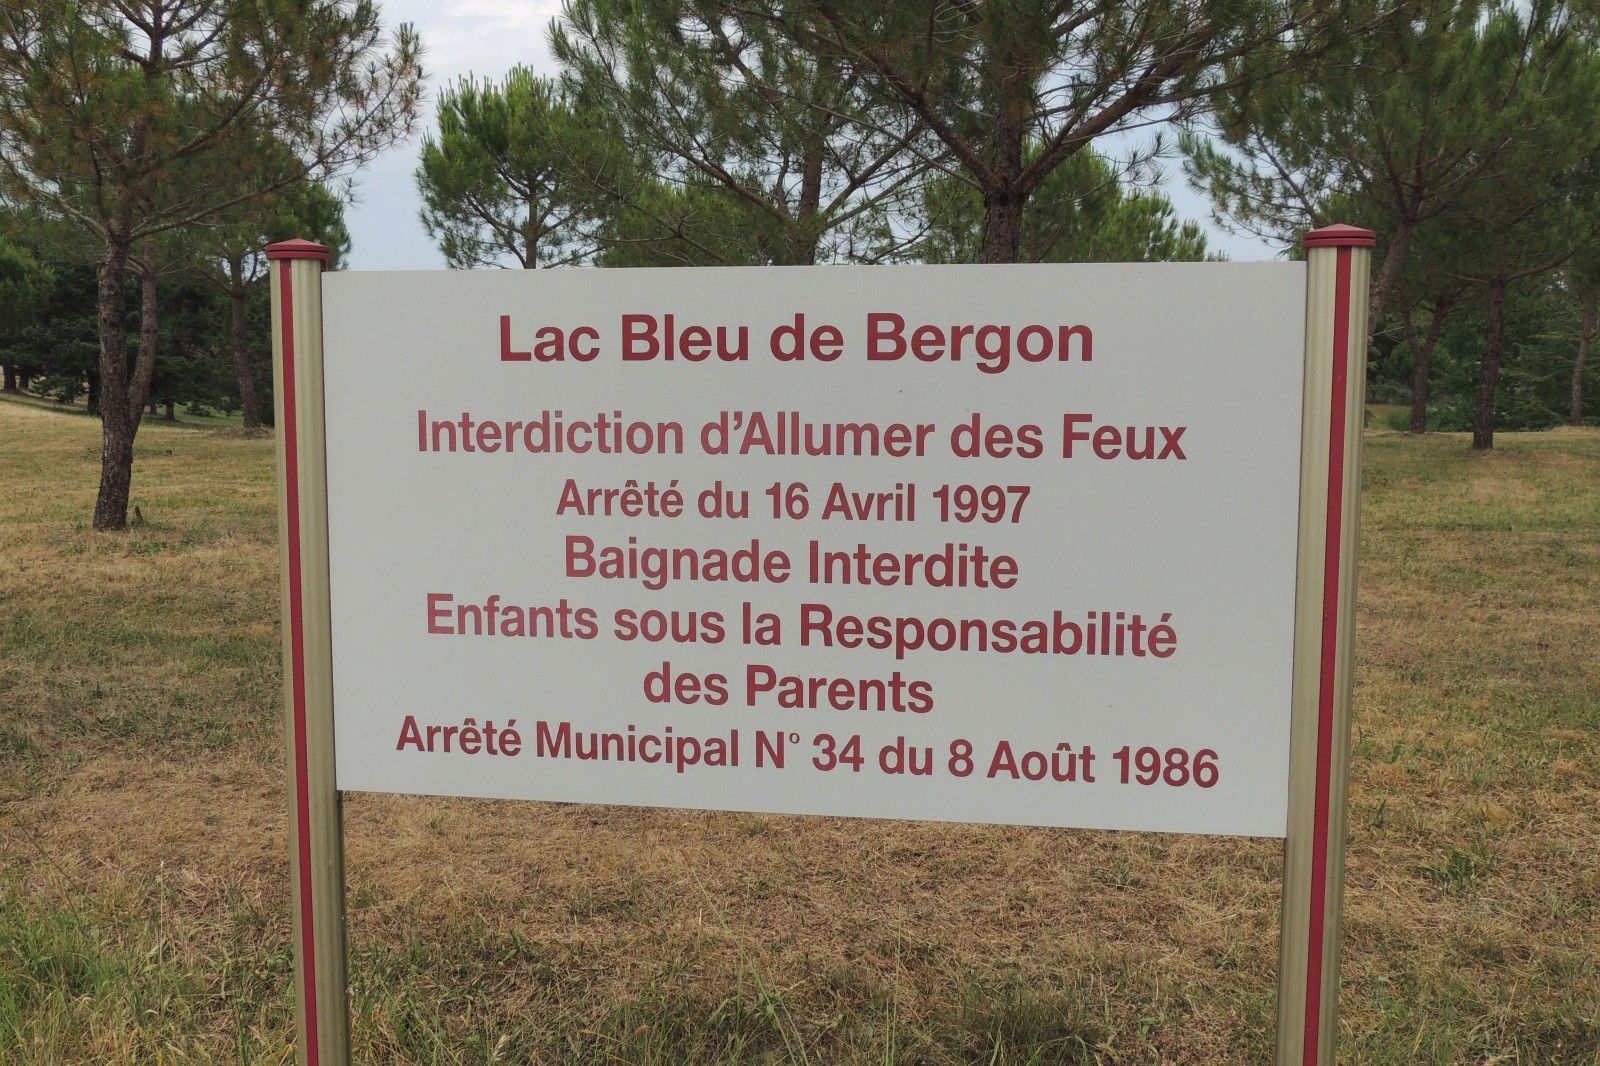 Lac Bleu de Bergon
Interdiction d'Allumer des Feux
Arrêté du 16 Avril 1997
Baignade Interdite
Enfants sous la Responsabilité
des Parents
Arrêté Municipal N° 34 du 8 Août 1986